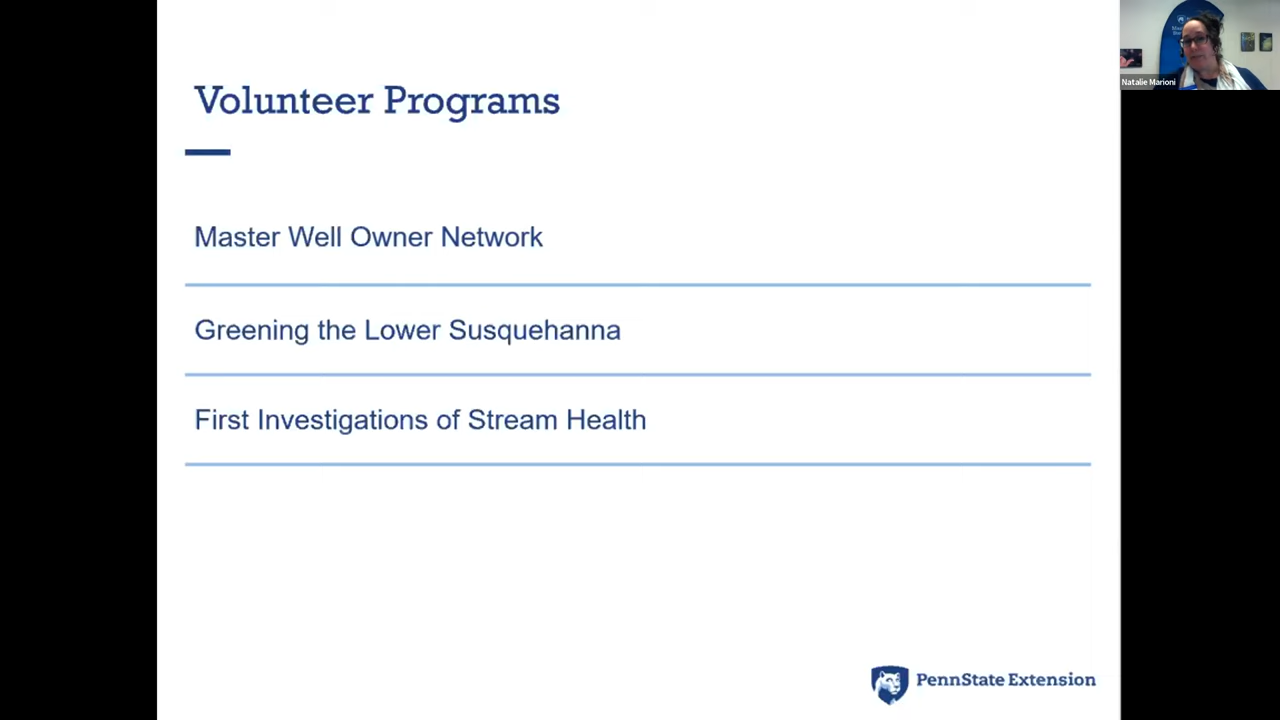 Volunteer Programs
Master Well Owner Network
Greening the Lower Susquehanna
First Investigations of Stream Health
PennState Extension
Natalie Marioni